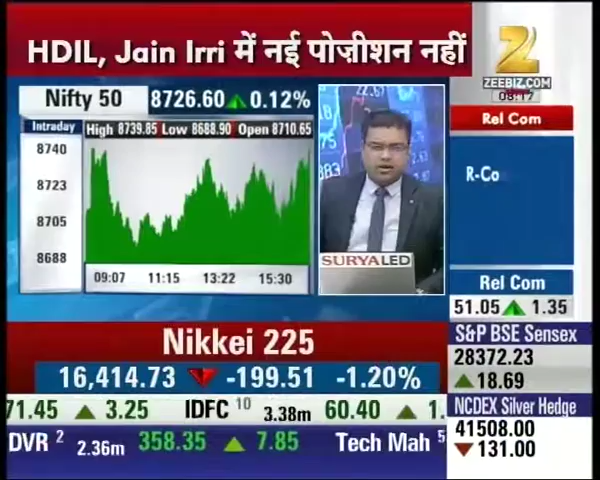 HDIL, Jain Irri में नई पोज़ीशन नहीं
ZEEBIZ.COM
Rel Com
R-Co
Rel Com
51.05 1.35
Nifty 50 8726.60 0.12%
Intraday High 8739.85 Low 8688.90 Open 8710.65
8740
8723
8705
8688
09:07 11:15 13:22 15:30
SURYA LED
Nikkei 225
16,414.73 -199.51 -1.20%
S&P BSE Sensex
28372.23
18.69
NCDEX Silver Hedge
41508.00
131.00
71.45 3.25 IDFC 10 3.38m 60.40 1.
DVR 2 2.36m 358.35 7.85 Tech Mah 5